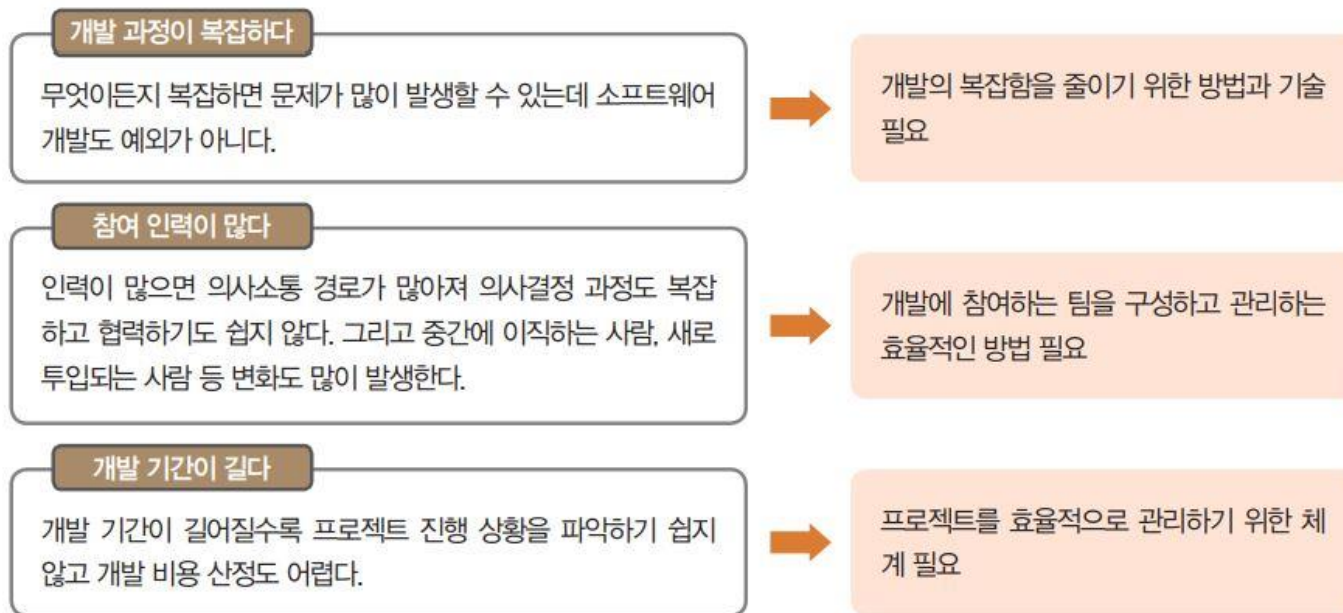 개발 과정이 복잡하다
무엇이든지 복잡하면 문제가 많이 발생할 수 있는데 소프트웨어
개발도 예외가 아니다.
개발의 복잡함을 줄이기 위한 방법과 기술
필요
참여 인력이 많다
인력이 많으면 의사소통 경로가 많아져 의사결정 과정도 복잡
하고 협력하기도 쉽지 않다. 그리고 중간에 이직하는 사람, 새로
투입되는 사람 등 변화도 많이 발생한다.
개발에 참여하는 팀을 구성하고 관리하는
효율적인 방법 필요
개발 기간이 길다
개발 기간이 길어질수록 프로젝트 진행 상황을 파악하기 쉽지
않고 개발 비용 산정도 어렵다.
프로젝트를 효율적으로 관리하기 위한 체
계 필요